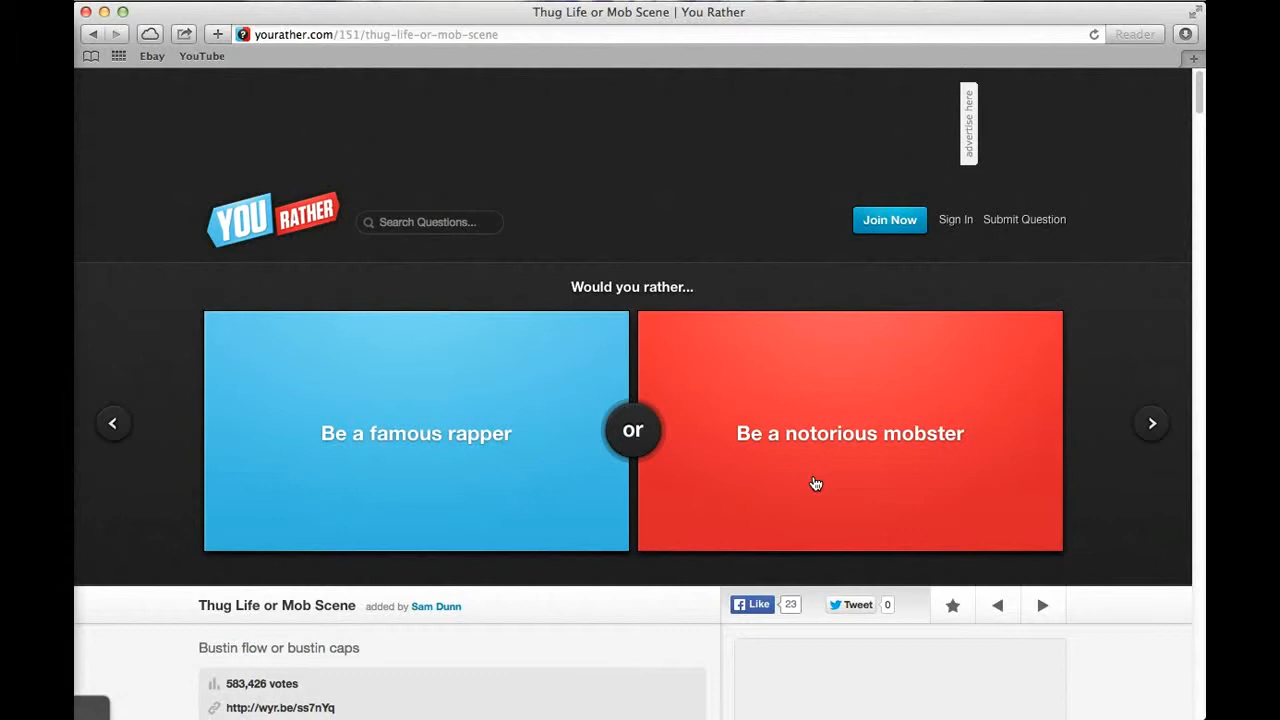 Thug Life or Mob Scene | You Rather
yourather.com/151/thug-life-or-mob-scene
Reader
Ebay YouTube
advertise here
YOU RATHER
Search Questions...
Join Now Sign In Submit Question
Would you rather...
Be a famous rapper
or
Be a notorious mobster
Thug Life or Mob Scene added by Sam Dunn
Like 23 Tweet 0
Bustin flow or bustin caps
583,426 votes
http://wyr.be/ss7nYq